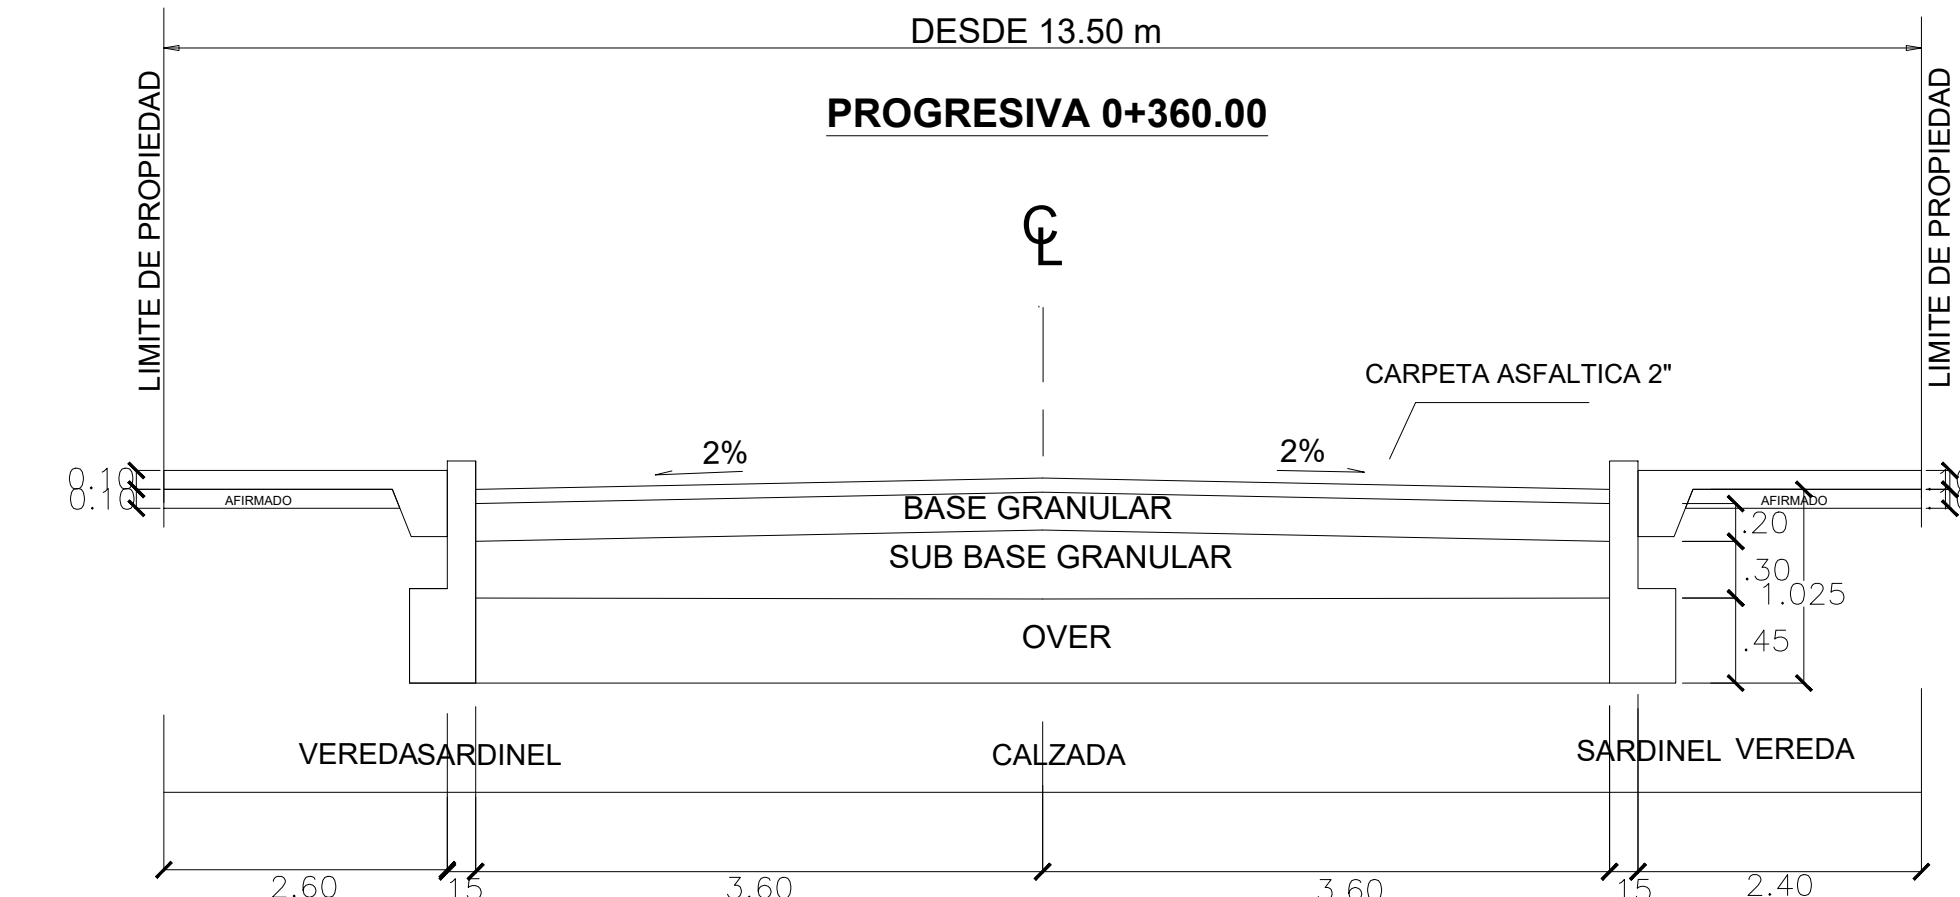 DESDE 13.50 m
LIMITE DE PROPIEDAD
LIMITE DE PROPIEDAD
PROGRESIVA 0+360.00
CL
CARPETA ASFALTICA 2"
2%
2%
0.10
0.10
AFIRMADO
AFIRMADO
BASE GRANULAR
.20
SUB BASE GRANULAR
.30
1.025
OVER
.45
VEREDA
SARDINEL
CALZADA
SARDINEL
VEREDA
2.60
15
3.60
3.60
15
2.40